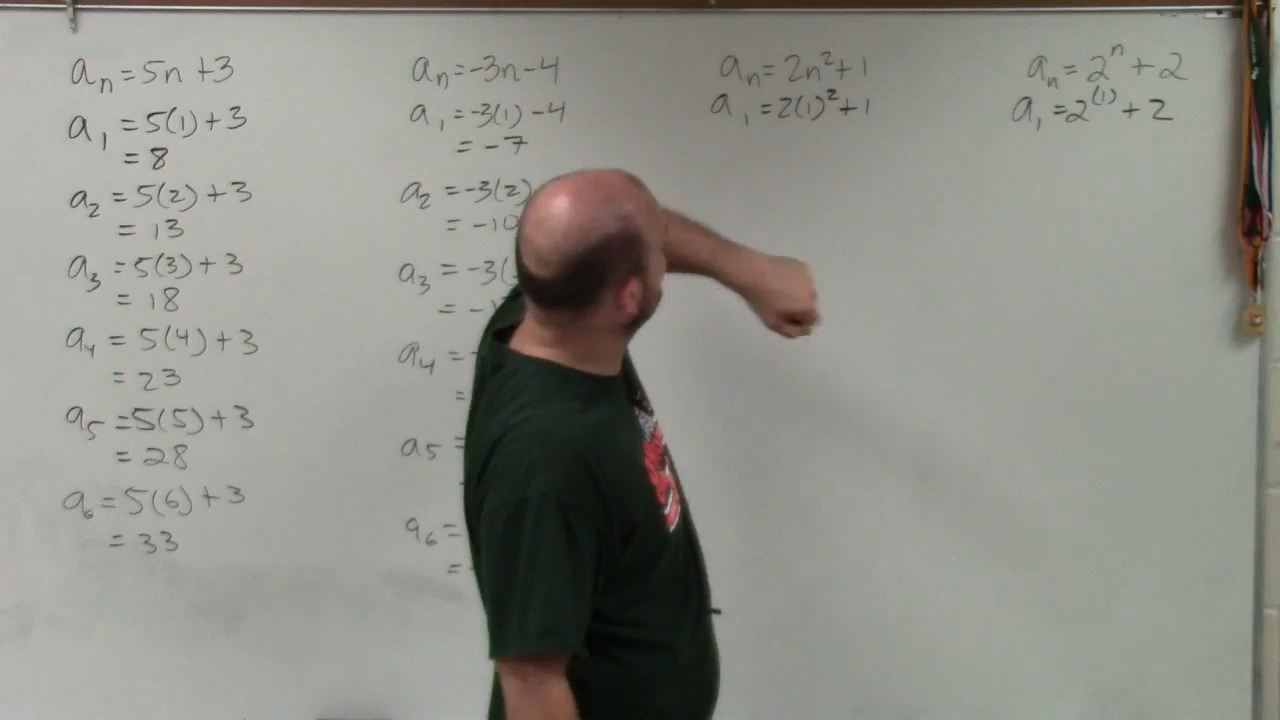 aₙ = 5n + 3
a₁ = 5(1) + 3
= 8
a₂ = 5(2) + 3
= 13
a₃ = 5(3) + 3
= 18
a₄ = 5(4) + 3
= 23
a₅ = 5(5) + 3
= 28
a₆ = 5(6) + 3
= 33
aₙ = -3n - 4
a₁ = -3(1) - 4
= -7
a₂ = -3(2)
= -10
a₃ = -3(
= -1
a₄ = -
=
a₅ =
a₆ =
=
aₙ = 2n² + 1
a₁ = 2(1)² + 1
aₙ = 2ⁿ + 2
a₁ = 2⁽¹⁾ + 2